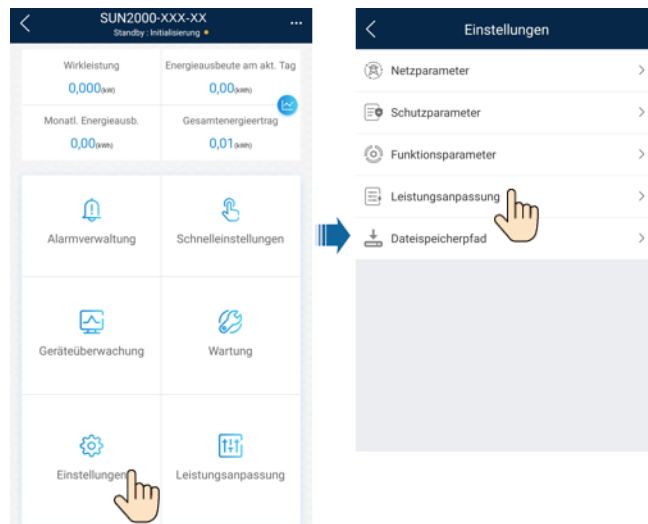 SUN2000-XXX-XX
Standby : Initialisierung
Wirkleistung
0,000(kW)
Energieausbeute am akt. Tag
0,00(kWh)
Monatl. Energieausb.
0,00(kWh)
Gesamtenergieertrag
0,01(kWh)
Alarmverwaltung
Schnelleinstellungen
Geräteüberwachung
Wartung
Einstellungen
Leistungsanpassung
Einstellungen
Netzparameter
Schutzparameter
Funktionsparameter
Leistungsanpassung
Dateispeicherpfad